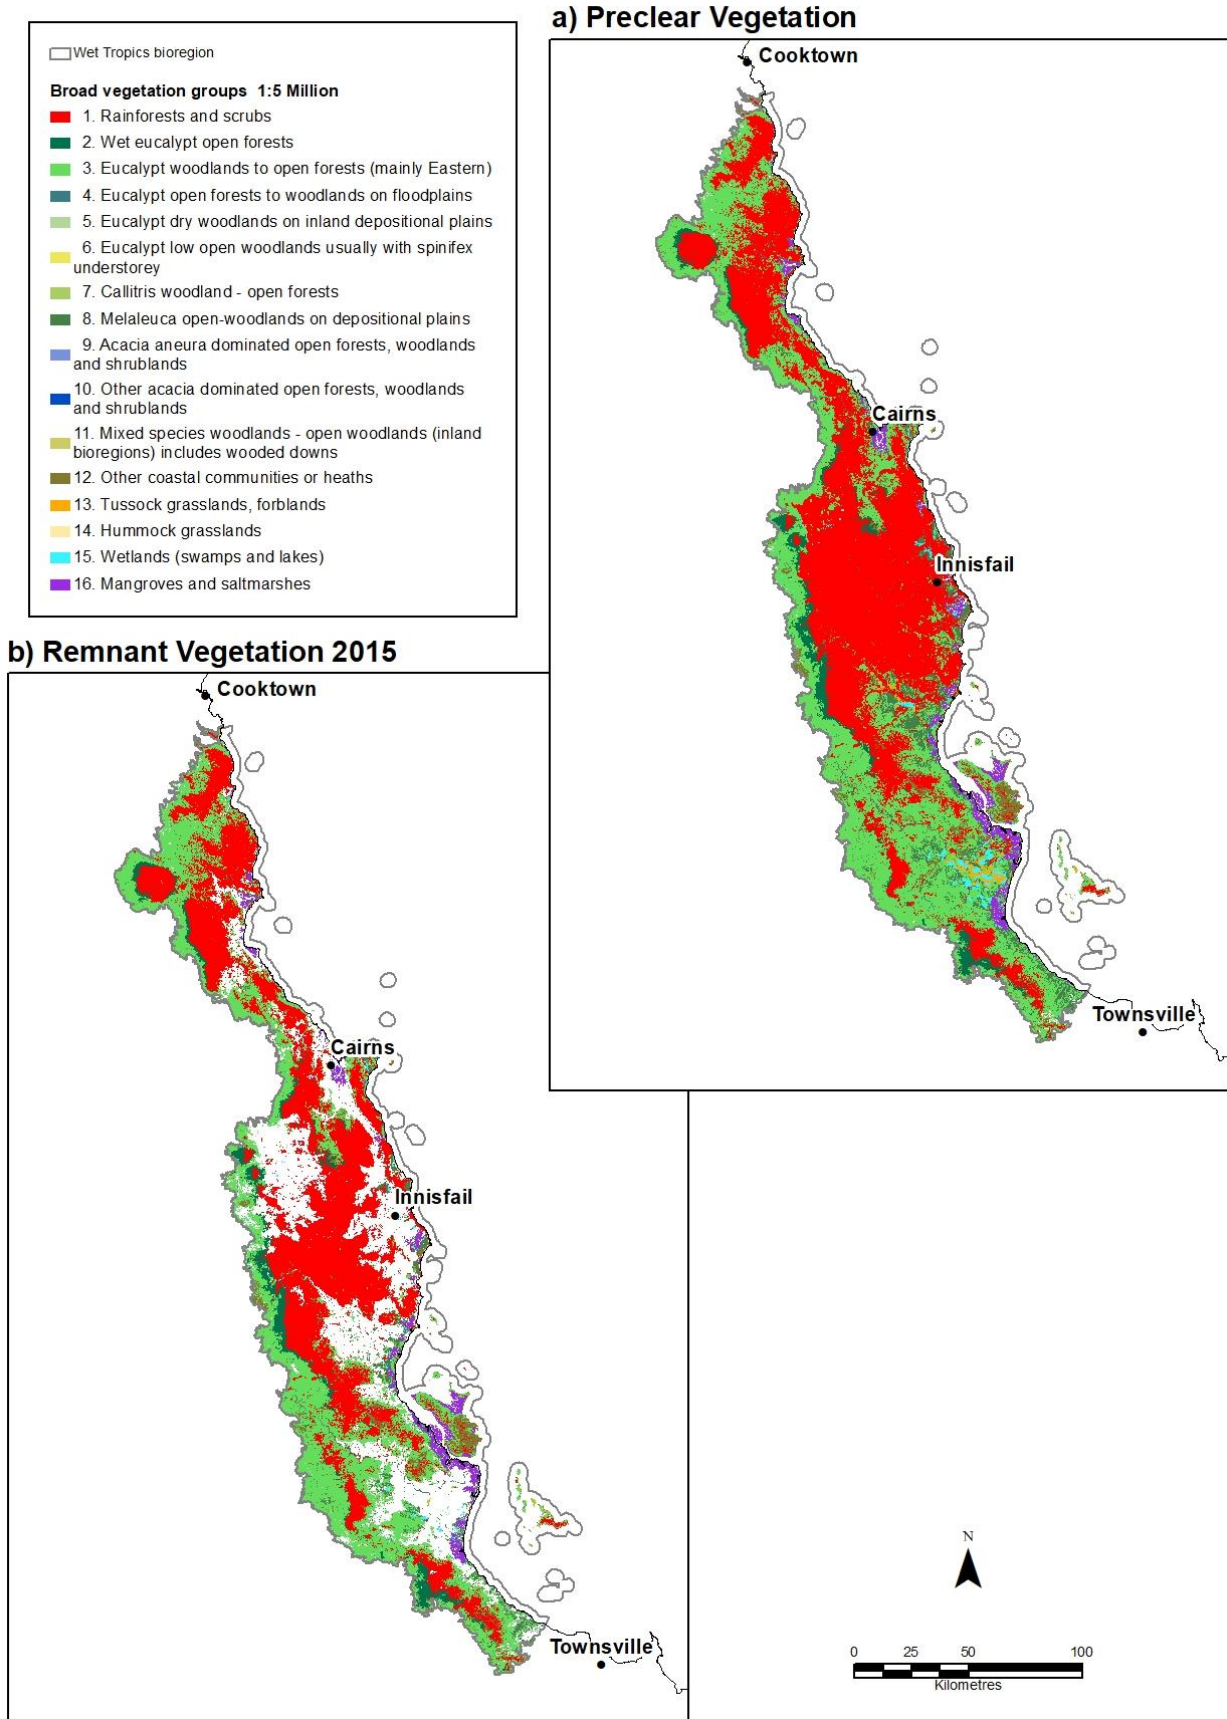 a) Preclear Vegetation
Wet Tropics bioregion
Broad vegetation groups 1:5 Million
1. Rainforests and scrubs
2. Wet eucalypt open forests
3. Eucalypt woodlands to open forests (mainly Eastern)
4. Eucalypt open forests to woodlands on floodplains
5. Eucalypt dry woodlands on inland depositional plains
6. Eucalypt low open woodlands usually with spinifex
understorey
7. Callitris woodland - open forests
8. Melaleuca open-woodlands on depositional plains
9. Acacia aneura dominated open forests, woodlands
and shrublands
10. Other acacia dominated open forests, woodlands
and shrublands
11. Mixed species woodlands - open woodlands (inland
bioregions) includes wooded downs
12. Other coastal communities or heaths
13. Tussock grasslands, forblands
14. Hummock grasslands
15. Wetlands (swamps and lakes)
16. Mangroves and saltmarshes
Cooktown
Cairns
Innisfail
Townsville
b) Remnant Vegetation 2015
Cooktown
Cairns
Innisfail
Townsville
N
0 25 50 100
Kilometres